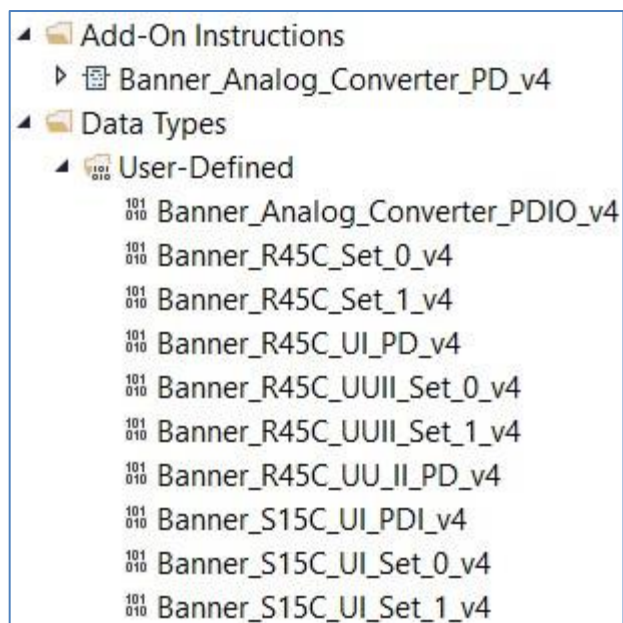 Add-On Instructions
Banner_Analog_Converter_PD_v4
Data Types
User-Defined
Banner_Analog_Converter_PDIO_v4
Banner_R45C_Set_0_v4
Banner_R45C_Set_1_v4
Banner_R45C_UI_PD_v4
Banner_R45C_UUII_Set_0_v4
Banner_R45C_UUII_Set_1_v4
Banner_R45C_UU_II_PD_v4
Banner_S15C_UI_PDI_v4
Banner_S15C_UI_Set_0_v4
Banner_S15C_UI_Set_1_v4